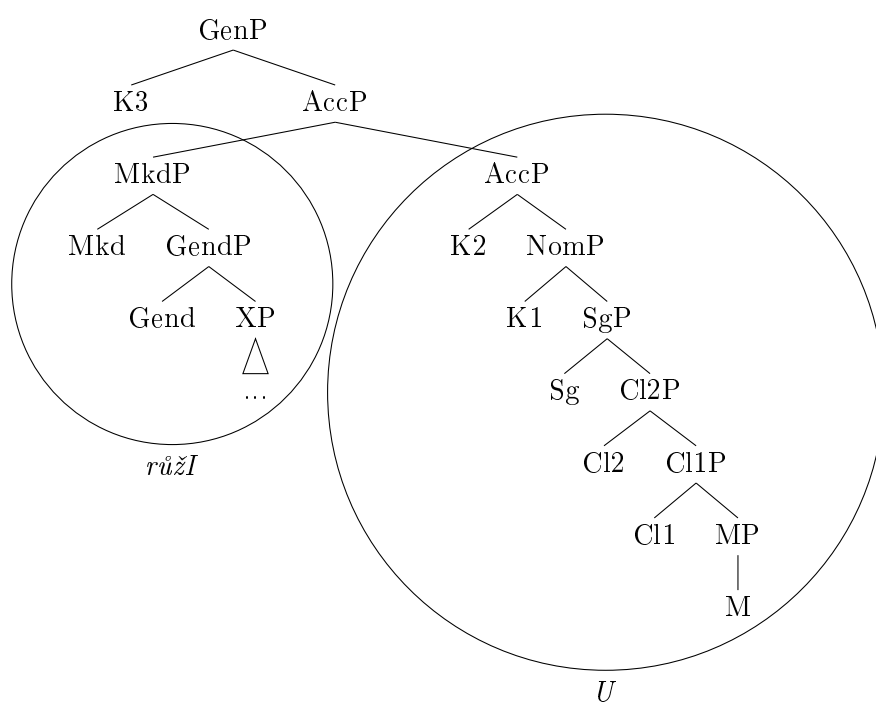 GenP
K3 AccP
MkdP AccP
Mkd GendP K2 NomP
Gend XP K1 SgP
... Sg Cl2P
růžI Cl2 Cl1P
Cl1 MP
M
U